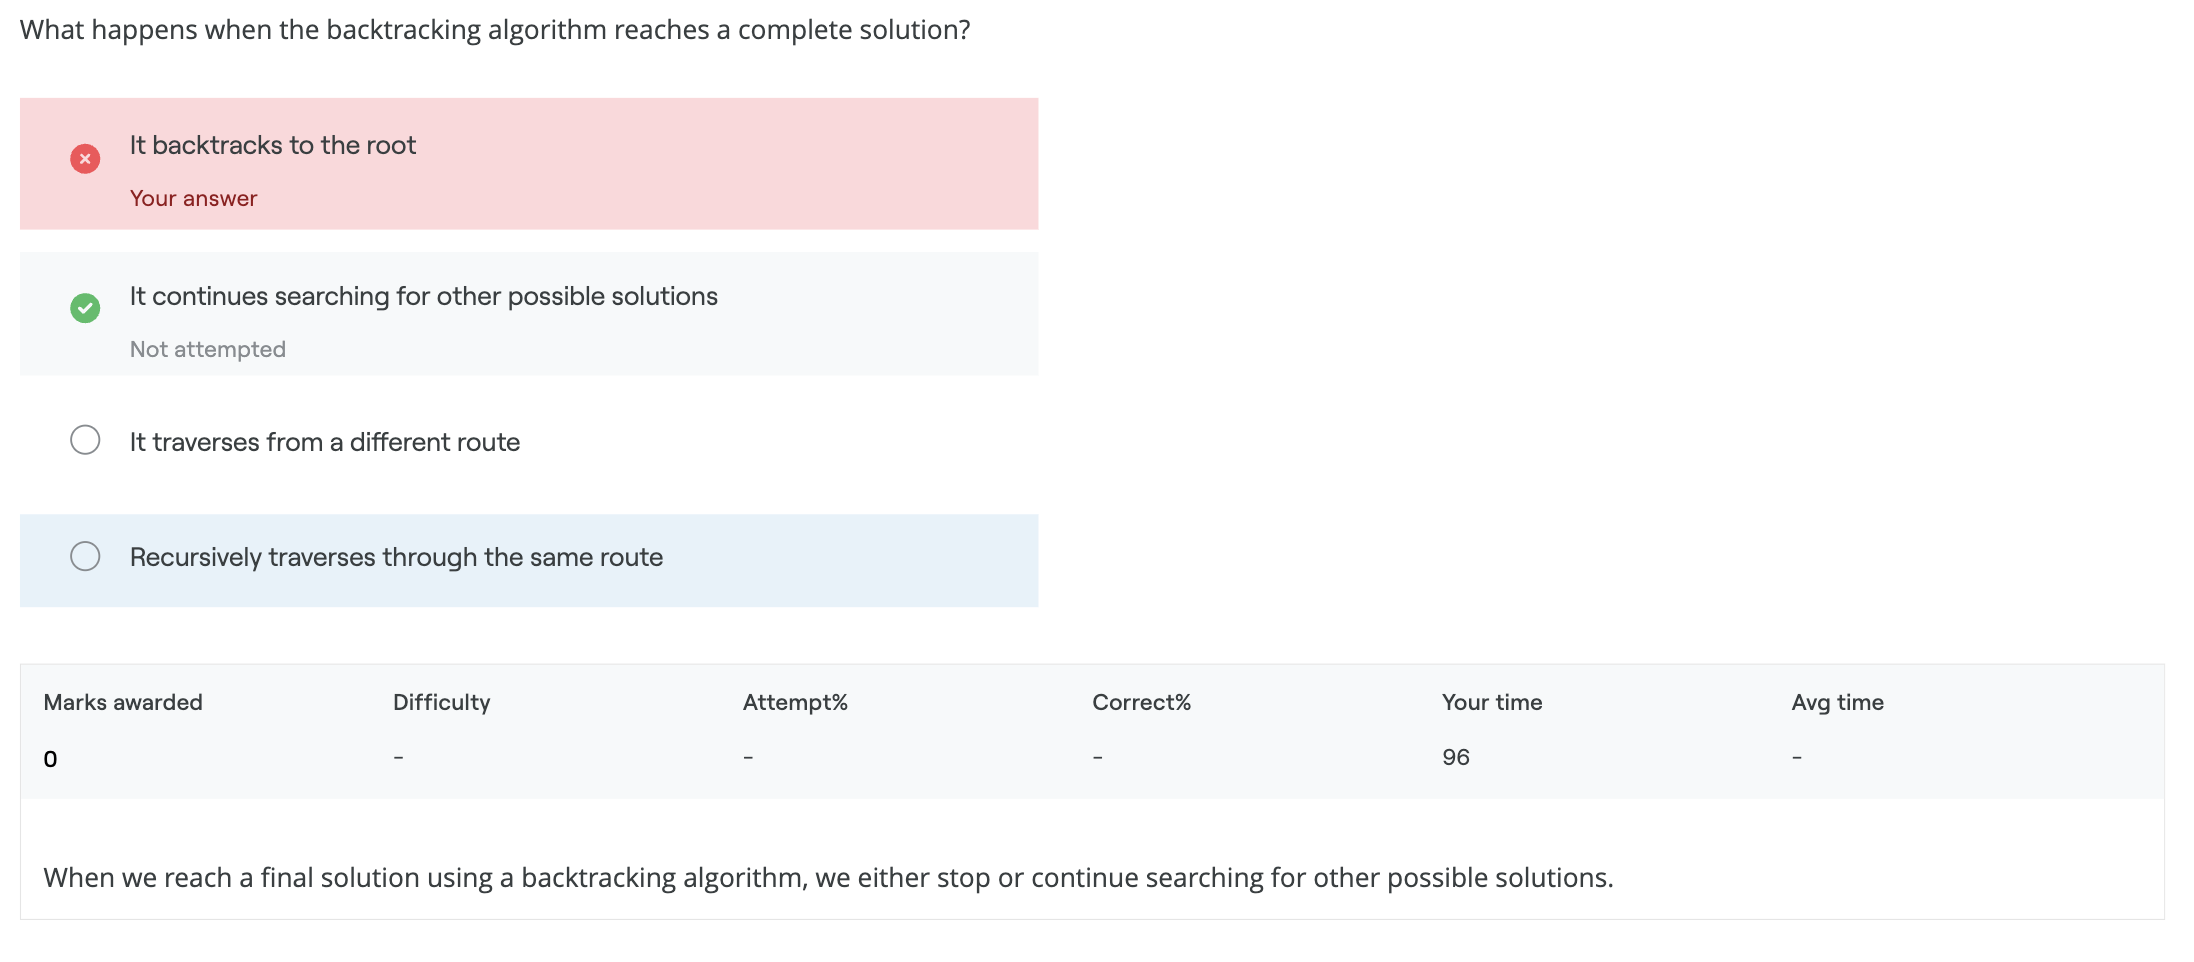 What happens when the backtracking algorithm reaches a complete solution?
It backtracks to the root
Your answer
It continues searching for other possible solutions
Not attempted
It traverses from a different route
Recursively traverses through the same route
Marks awarded Difficulty Attempt% Correct% Your time Avg time
0 - - - 96 -
When we reach a final solution using a backtracking algorithm, we either stop or continue searching for other possible solutions.